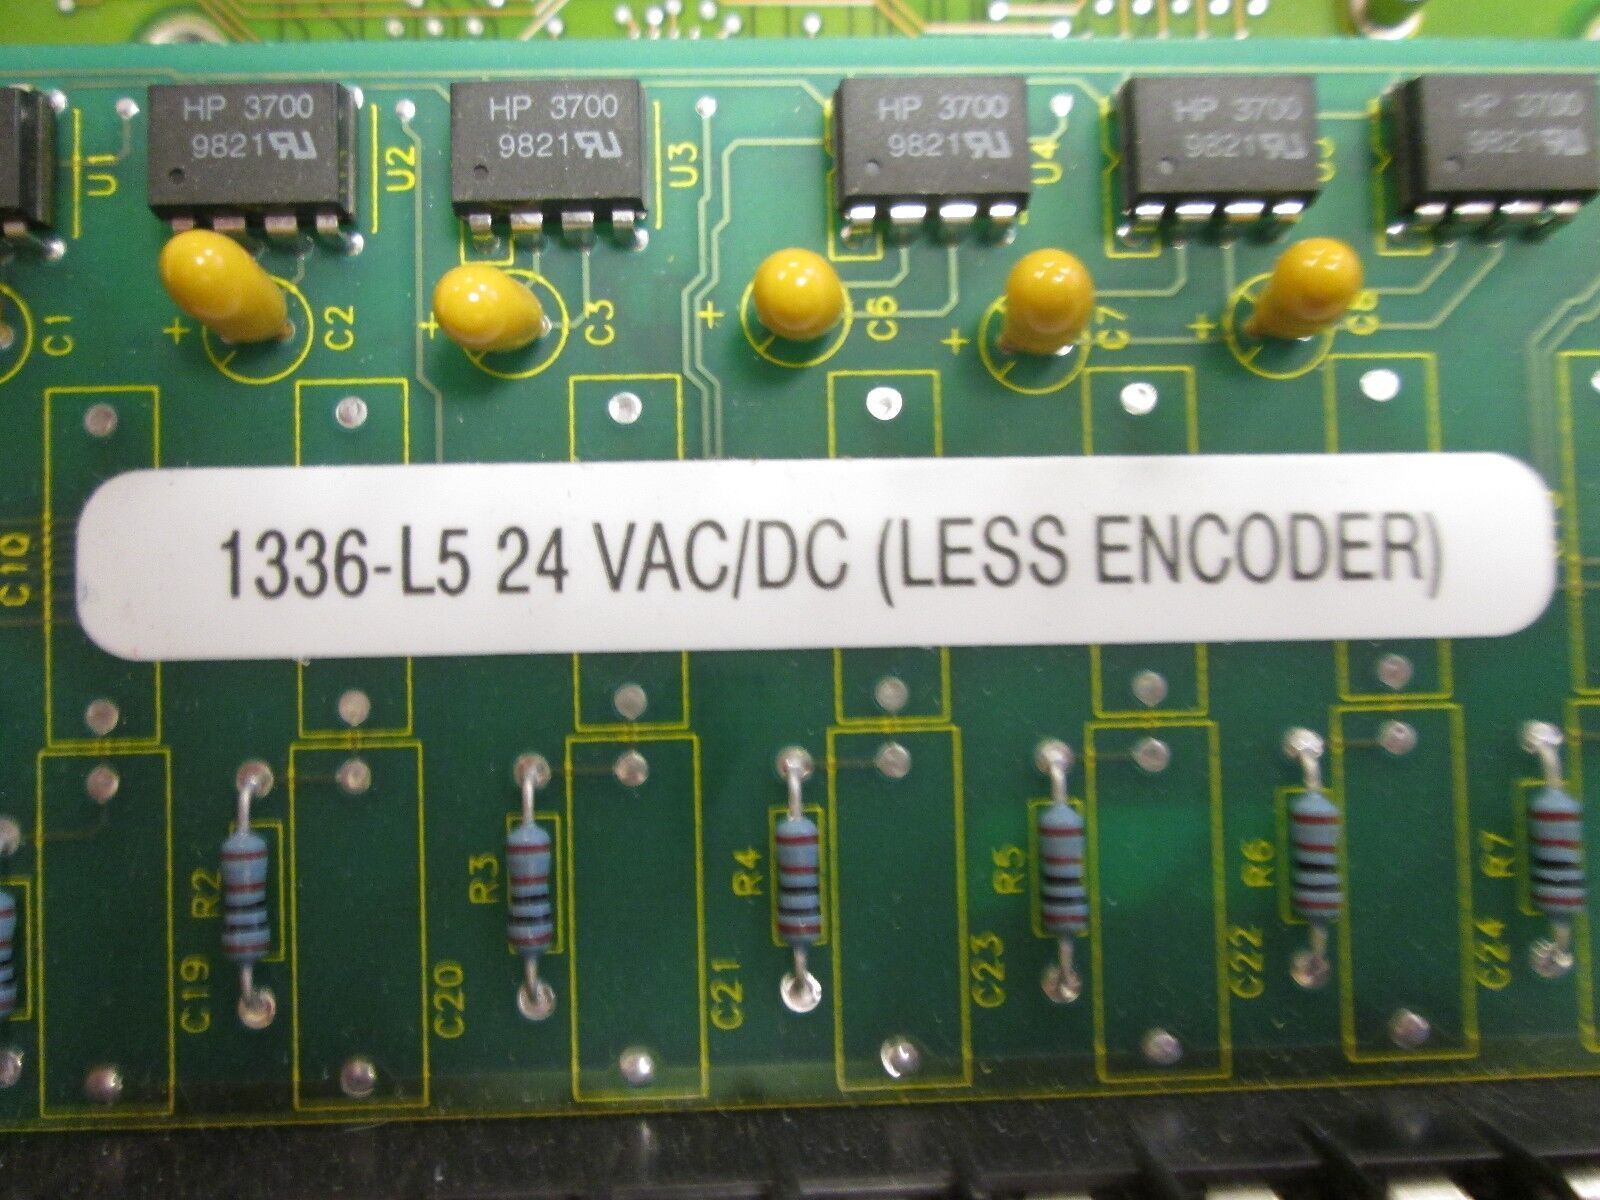 HP 3700
9821
HP 3700
9821
HP 3700
9821
HP 3700
9821
HP 3700
9821
U1
U2
U3
U4
C1
+ C2
+ C3
+ C6
+ C7
+ C8
1336-L5 24 VAC/DC (LESS ENCODER)
R2
R3
R4
R5
R6
R7
C19
C20
C21
C23
C22
C24